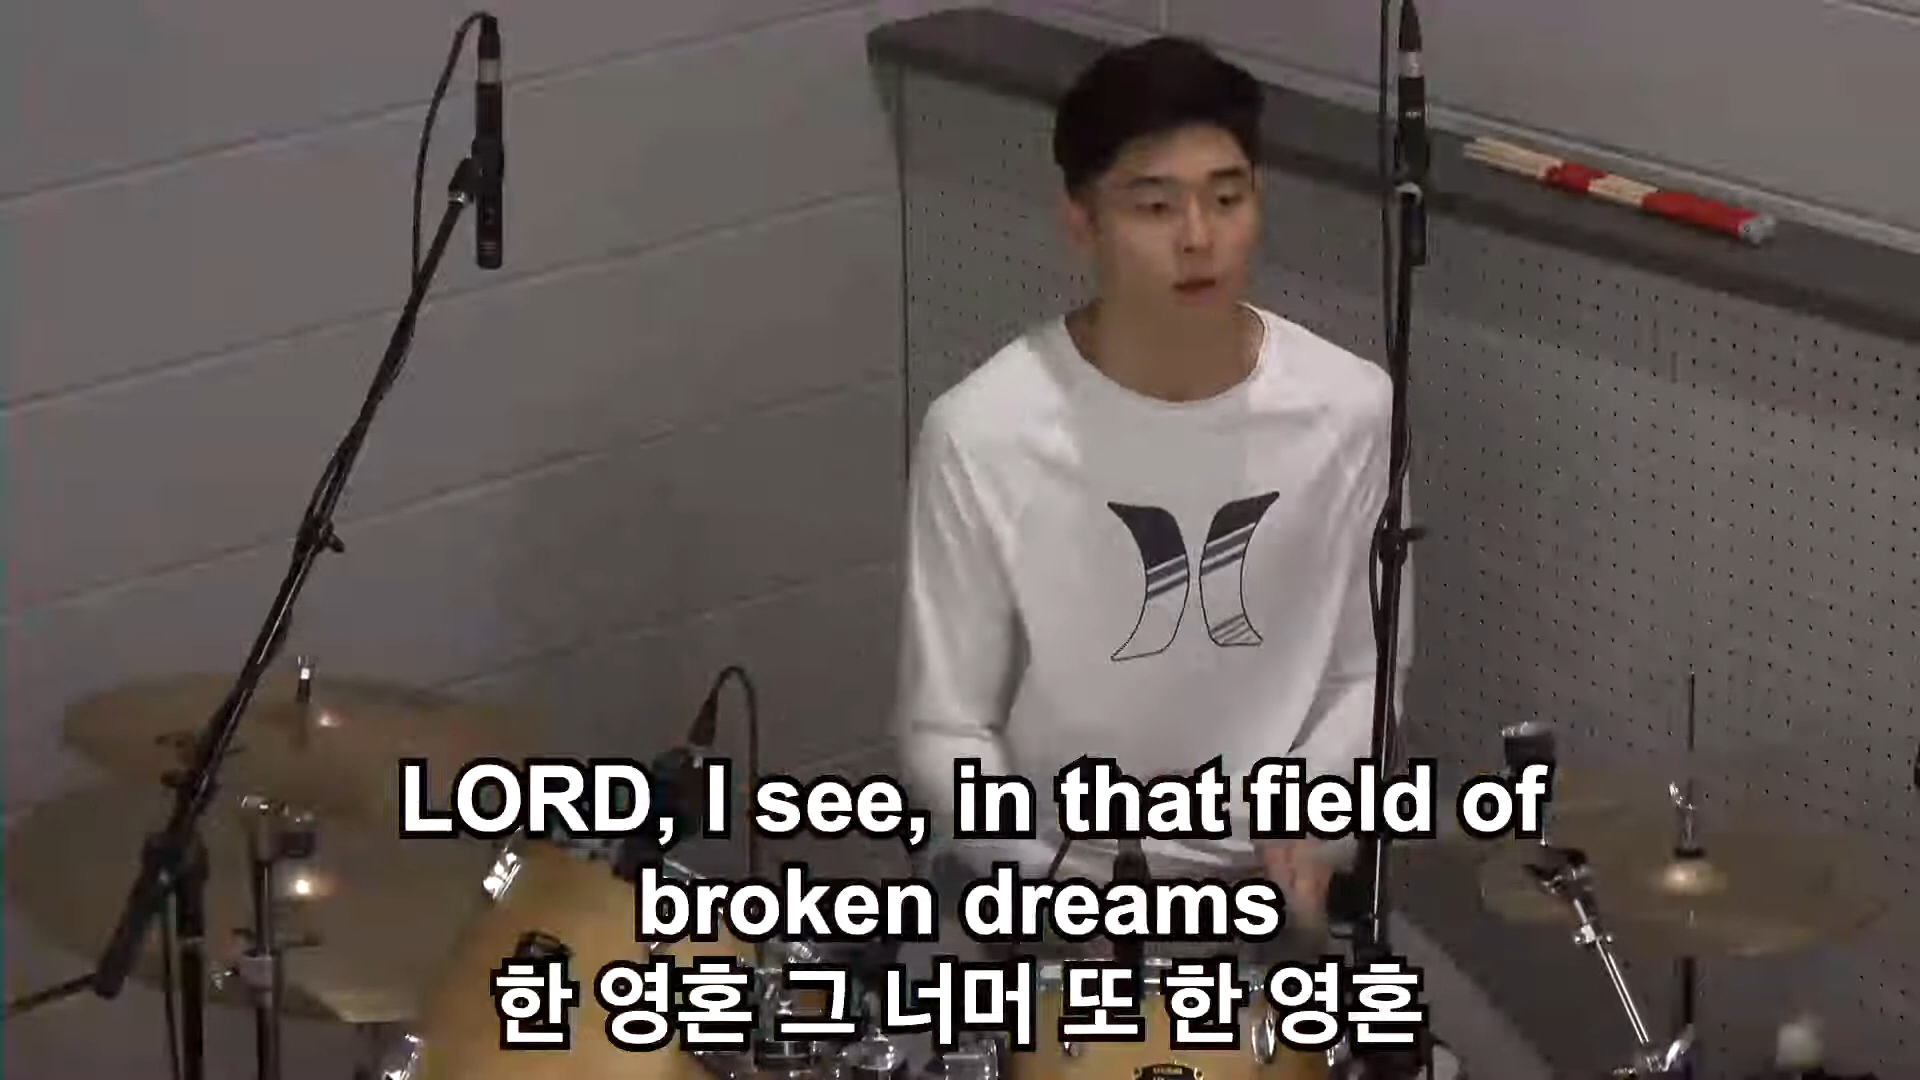 LORD, I see, in that field of
broken dreams
한 영혼 그 너머 또 한 영혼